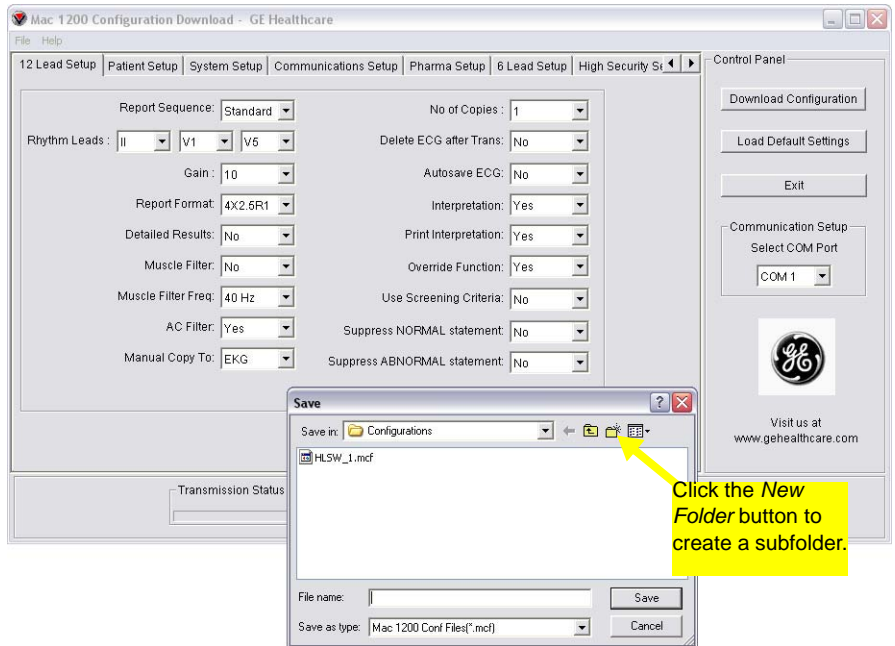 Mac 1200 Configuration Download - GE Healthcare
File Help
12 Lead Setup Patient Setup System Setup Communications Setup Pharma Setup 6 Lead Setup High Security
Report Sequence: Standard
Rhythm Leads : II V1 V5
Gain : 10
Report Format: 4X2.5R1
Detailed Results: No
Muscle Filter: No
Muscle Filter Freq: 40 Hz
AC Filter: Yes
Manual Copy To: EKG
No of Copies : 1
Delete ECG after Trans: No
Autosave ECG: No
Interpretation: Yes
Print Interpretation: Yes
Override Function: Yes
Use Screening Criteria: No
Suppress NORMAL statement: No
Suppress ABNORMAL statement: No
Control Panel
Download Configuration
Load Default Settings
Exit
Communication Setup
Select COM Port
COM 1
GE
Visit us at
www.gehealthcare.com
Transmission Status
Save
Save in: Configurations
HLSW_1.mcf
Click the New
Folder button to
create a subfolder.
File name: Save
Save as type: Mac 1200 Conf Files(*.mcf) Cancel